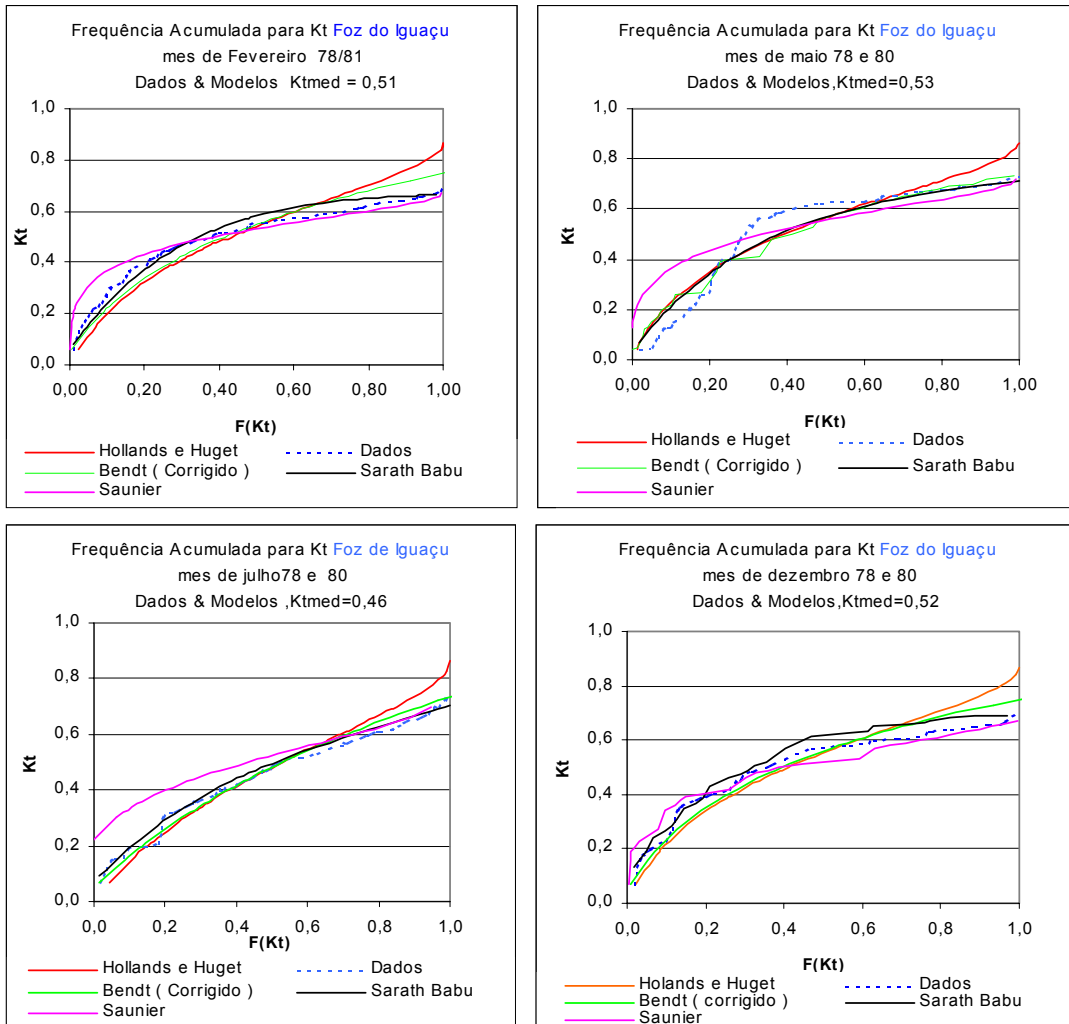 Frequência Acumulada para Kt Foz do Iguaçu
mes de Fevereiro 78/81
Dados & Modelos Ktmed = 0,51
1,0
0,8
0,6
0,4
0,2
0,0
Kt
0,00 0,20 0,40 0,60 0,80 1,00
F(Kt)
Hollands e Huget Dados
Bendt ( Corrigido ) Sarath Babu
Saunier
Frequência Acumulada para Kt Foz do Iguaçu
mes de maio 78 e 80
Dados & Modelos,Ktmed=0,53
1,0
0,8
0,6
0,4
0,2
0,0
Kt
0,00 0,20 0,40 0,60 0,80 1,00
F(Kt)
Hollands e Huget Dados
Bendt ( Corrigido ) Sarath Babu
Saunier
Frequência Acumulada para Kt Foz de Iguaçu
mes de julho78 e 80
Dados & Modelos ,Ktmed=0,46
1,0
0,8
0,6
0,4
0,2
0,0
Kt
0,0 0,2 0,4 0,6 0,8 1,0
F(Kt)
Hollands e Huget Dados
Bendt ( Corrigido ) Sarath Babu
Saunier
Frequência Acumulada para Kt Foz do Iguaçu
mes de dezembro 78 e 80
Dados & Modelos,Ktmed=0,52
1,0
0,8
0,6
0,4
0,2
0,0
Kt
0,0 0,2 0,4 0,6 0,8 1,0
F(Kt)
Holands e Huget Dados
Bendt ( corrigido ) Sarath Babu
Saunier